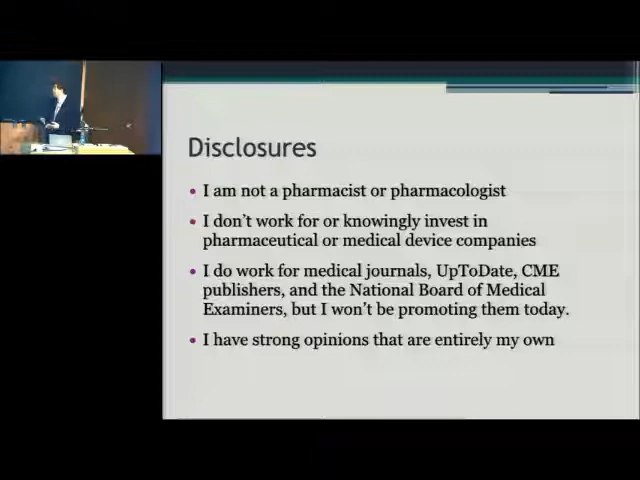 Disclosures
• I am not a pharmacist or pharmacologist
• I don't work for or knowingly invest in
pharmaceutical or medical device companies
• I do work for medical journals, UpToDate, CME
publishers, and the National Board of Medical
Examiners, but I won't be promoting them today.
• I have strong opinions that are entirely my own